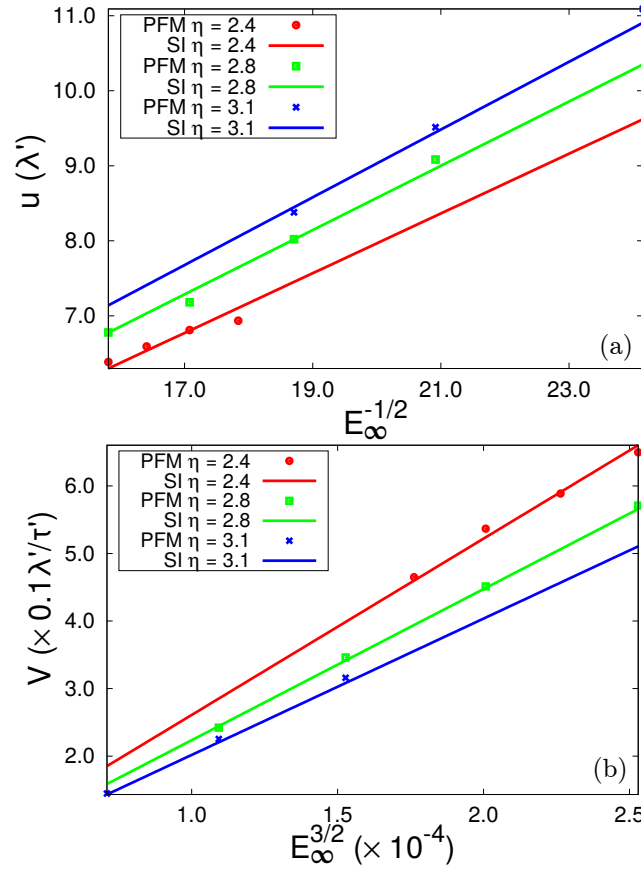 11.0
10.0
9.0
8.0
7.0
u (λ')
PFM η = 2.4
SI η = 2.4
PFM η = 2.8
SI η = 2.8
PFM η = 3.1
SI η = 3.1
(a)
17.0 19.0 21.0 23.0
E∞^-1/2
6.0
5.0
4.0
3.0
2.0
V (× 0.1λ'/τ')
PFM η = 2.4
SI η = 2.4
PFM η = 2.8
SI η = 2.8
PFM η = 3.1
SI η = 3.1
(b)
1.0 1.5 2.0 2.5
E∞^3/2 (× 10^-4)